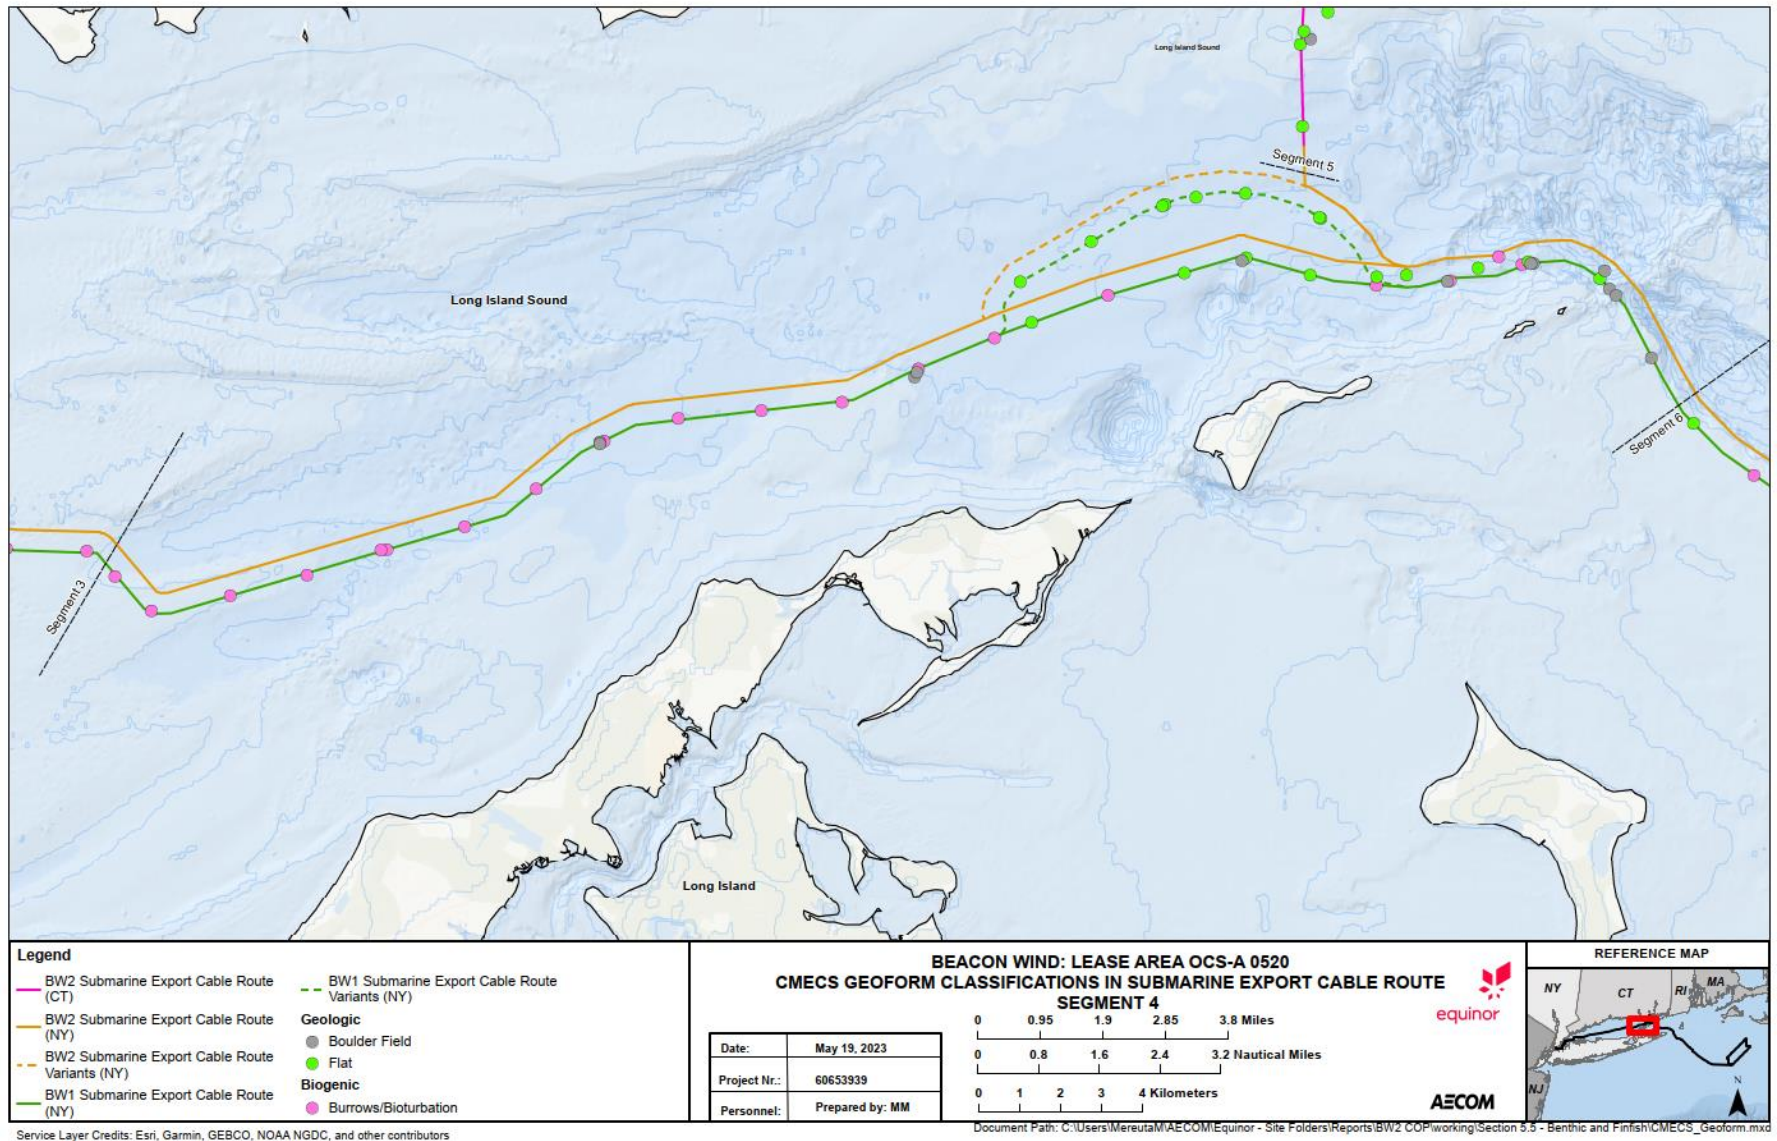 Long Island Sound
Segment 5
Long Island Sound
Segment 6
Segment 3
Long Island
Legend
BW2 Submarine Export Cable Route
(CT)
BW2 Submarine Export Cable Route
(NY)
BW2 Submarine Export Cable Route
Variants (NY)
BW1 Submarine Export Cable Route
(NY)
BW1 Submarine Export Cable Route
Variants (NY)
Geologic
Boulder Field
Flat
Biogenic
Burrows/Bioturbation
BEACON WIND: LEASE AREA OCS-A 0520
CMECS GEOFORM CLASSIFICATIONS IN SUBMARINE EXPORT CABLE ROUTE
SEGMENT 4
equinor
Date: May 19, 2023
Project Nr.: 60653939
Personnel: Prepared by: MM
0 0.95 1.9 2.85 3.8 Miles
0 0.8 1.6 2.4 3.2 Nautical Miles
0 1 2 3 4 Kilometers
AECOM
REFERENCE MAP
NY CT RI MA
NJ
N
Service Layer Credits: Esri, Garmin, GEBCO, NOAA NGDC, and other contributors
Document Path: C:\Users\MereutaM\AECOM\Equinor - Site Folders\Reports\BW2 COP\working\Section 5.5 - Benthic and Finfish\CMECS_Geoform.mxd